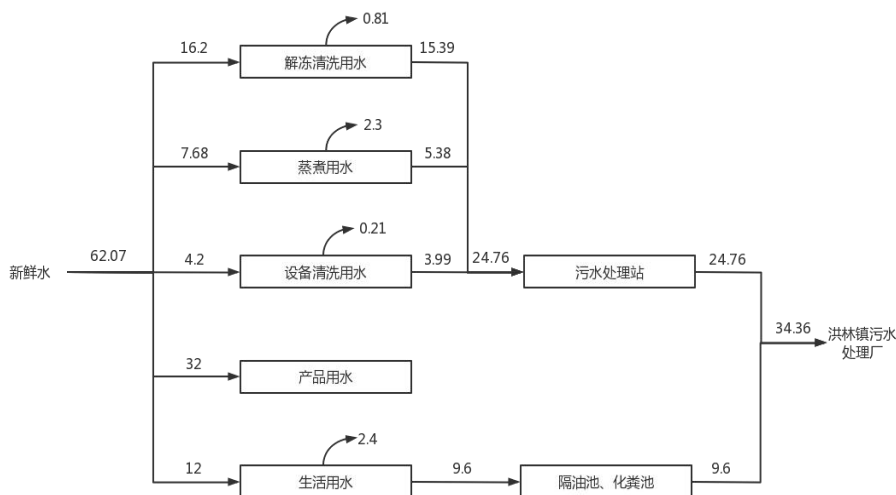 0.81
16.2
解冻清洗用水
15.39
2.3
7.68
蒸煮用水
5.38
0.21
新鲜水
62.07
4.2
设备清洗用水
3.99
24.76
污水处理站
24.76
34.36
洪林镇污水
处理厂
32
产品用水
2.4
12
生活用水
9.6
隔油池、化粪池
9.6